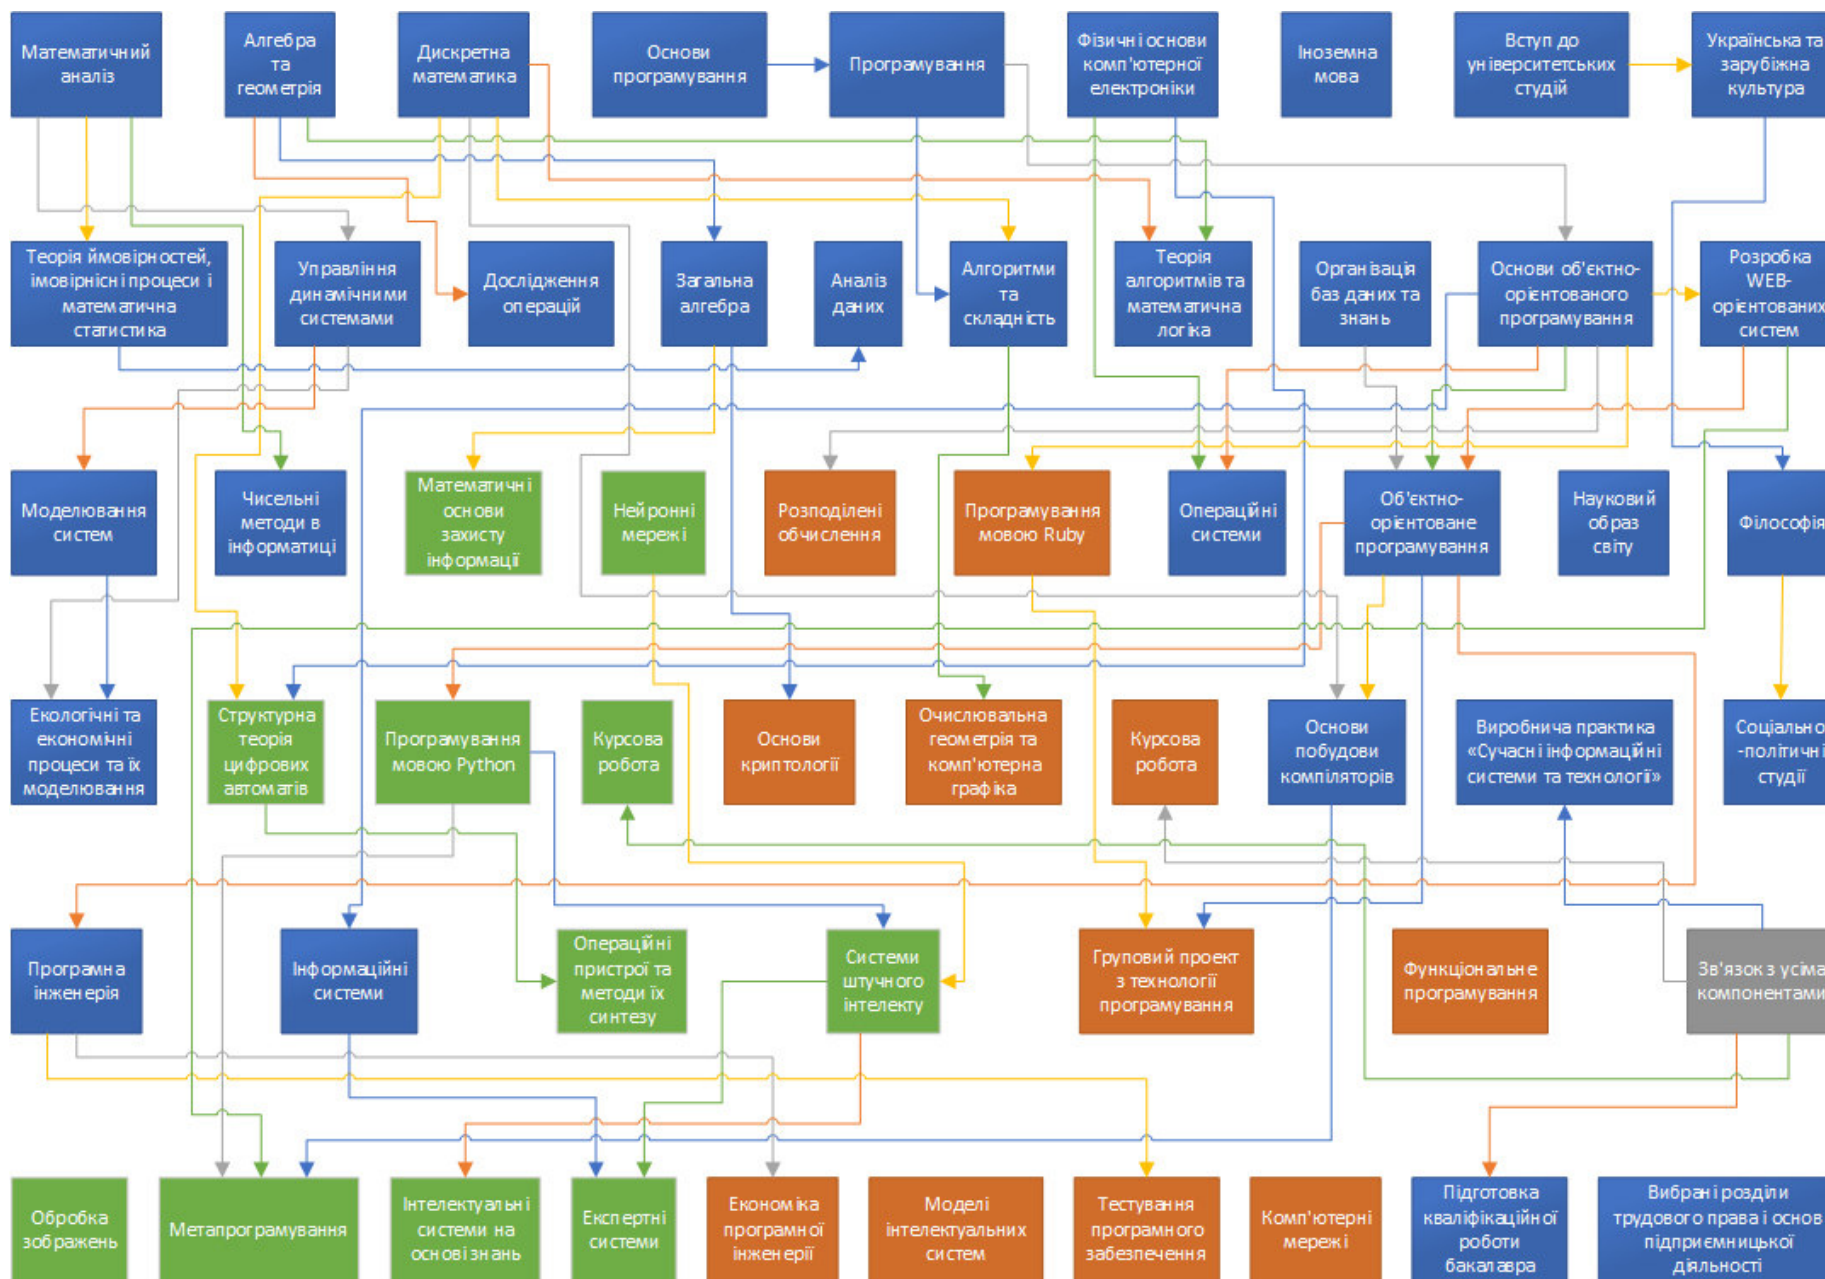 Математичний
аналіз
Алгебра
та
геометрія
Дискретна
математика
Основи
програмування
Програмування
Фізичні основи
комп'ютерної
електроніки
Іноземна
мова
Вступ до
університетських
студій
Українська та
зарубіжна
культура
Теорія ймовірностей,
імовірнісні процеси і
математична
статистика
Управління
динамічними
системами
Дослідження
операцій
Загальна
алгебра
Аналіз
даних
Алгоритми
та
складність
Теорія
алгоритмів та
математична
логіка
Організація
баз даних та
знань
Основи об'єктно-
орієнтованого
програмування
Розробка
WEB-
орієнтованих
систем
Моделювання
систем
Чисельні
методи в
інформатиці
Математичні
основи
захисту
інформації
Нейронні
мережі
Розподілені
обчислення
Програмування
мовою Ruby
Операційні
системи
Об'єктно-
орієнтоване
програмування
Науковий
образ
світу
Філософія
Екологічні та
економічні
процеси та їх
моделювання
Структурна
теорія
цифрових
автоматів
Програмування
мовою Python
Курсова
робота
Основи
криптології
Очислювальна
геометрія та
комп'ютерна
графіка
Курсова
робота
Основи
побудови
компіляторів
Виробнича практика
«Сучасні інформаційні
системи та технології»
Соціально
-політичні
студії
Програмна
інженерія
Інформаційні
системи
Операційні
пристрої та
методи їх
синтезу
Системи
штучного
інтелекту
Груповий проект
з технології
програмування
Функціональне
програмування
Зв'язок з усіма
компонентами
Обробка
зображень
Метапрограмування
Інтелектуальні
системи на
основі знань
Експертні
системи
Економіка
програмної
інженерії
Моделі
інтелектуальних
систем
Тестування
програмного
забезпечення
Комп'ютерні
мережі
Підготовка
кваліфікаційної
роботи
бакалавра
Вибрані розділи
трудового права і основ
підприємницької
діяльності